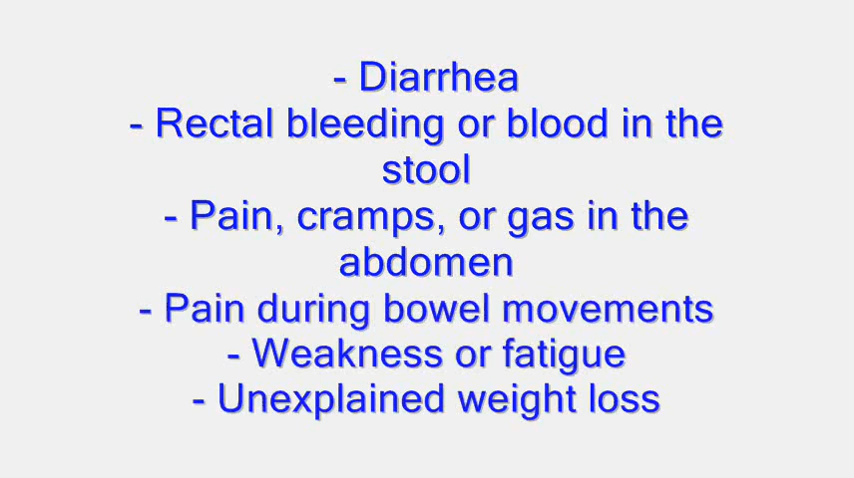 - Diarrhea
- Rectal bleeding or blood in the
stool
- Pain, cramps, or gas in the
abdomen
- Pain during bowel movements
- Weakness or fatigue
- Unexplained weight loss